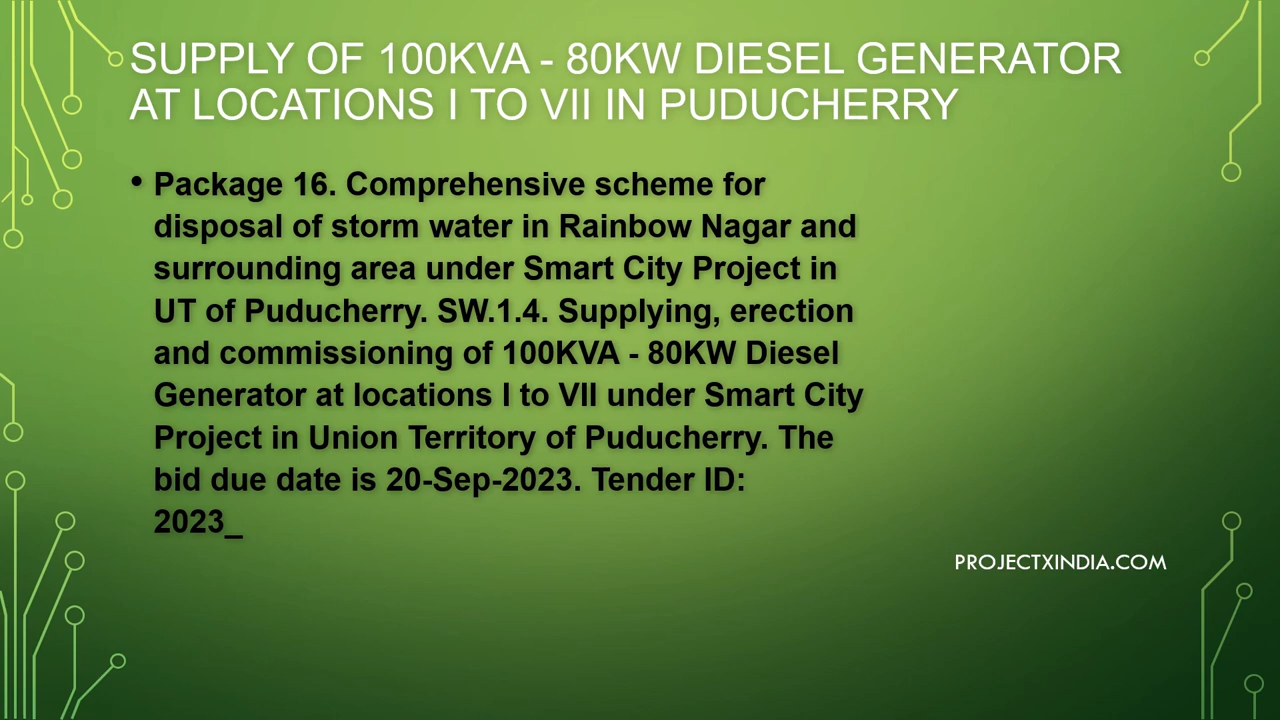 SUPPLY OF 100KVA - 80KW DIESEL GENERATOR
AT LOCATIONS I TO VII IN PUDUCHERRY
• Package 16. Comprehensive scheme for
disposal of storm water in Rainbow Nagar and
surrounding area under Smart City Project in
UT of Puducherry. SW.1.4. Supplying, erection
and commissioning of 100KVA - 80KW Diesel
Generator at locations I to VII under Smart City
Project in Union Territory of Puducherry. The
bid due date is 20-Sep-2023. Tender ID:
2023_
PROJECTXINDIA.COM